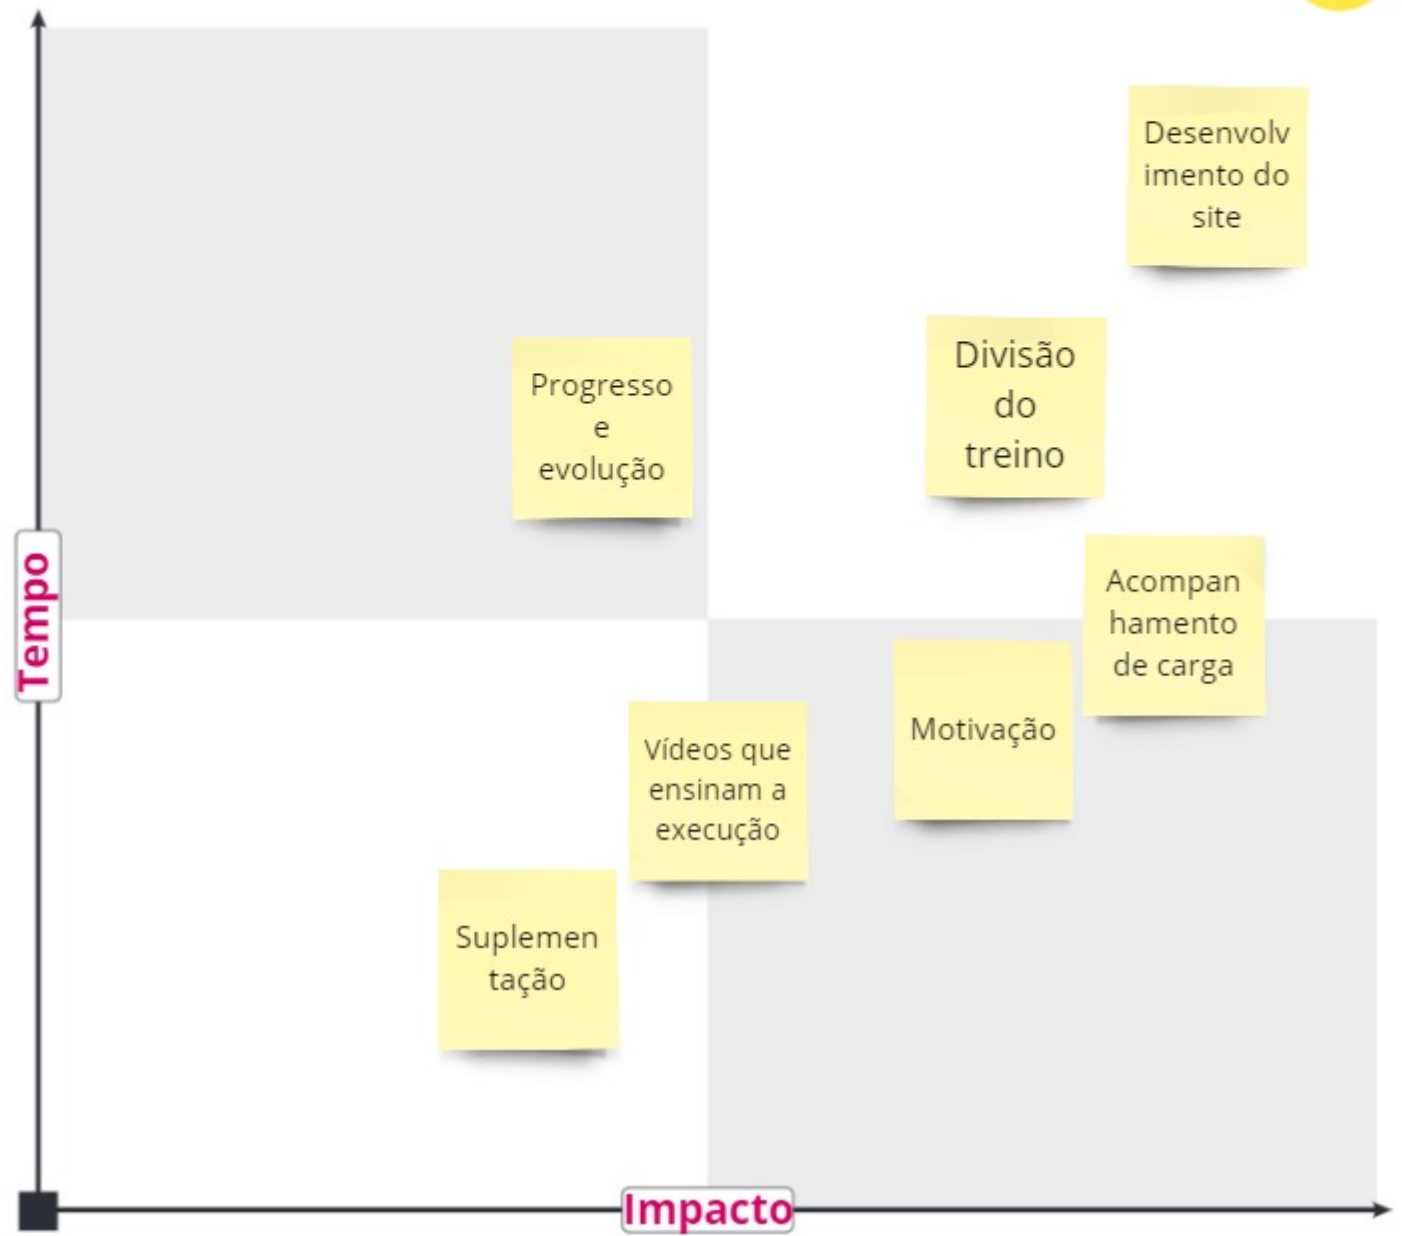 Desenvolv
imento do
site
Divisão
do
treino
Progresso
e
evolução
Acompan
hamento
de carga
Tempo
Motivação
Vídeos que
ensinam a
execução
Suplemen
tação
Impacto